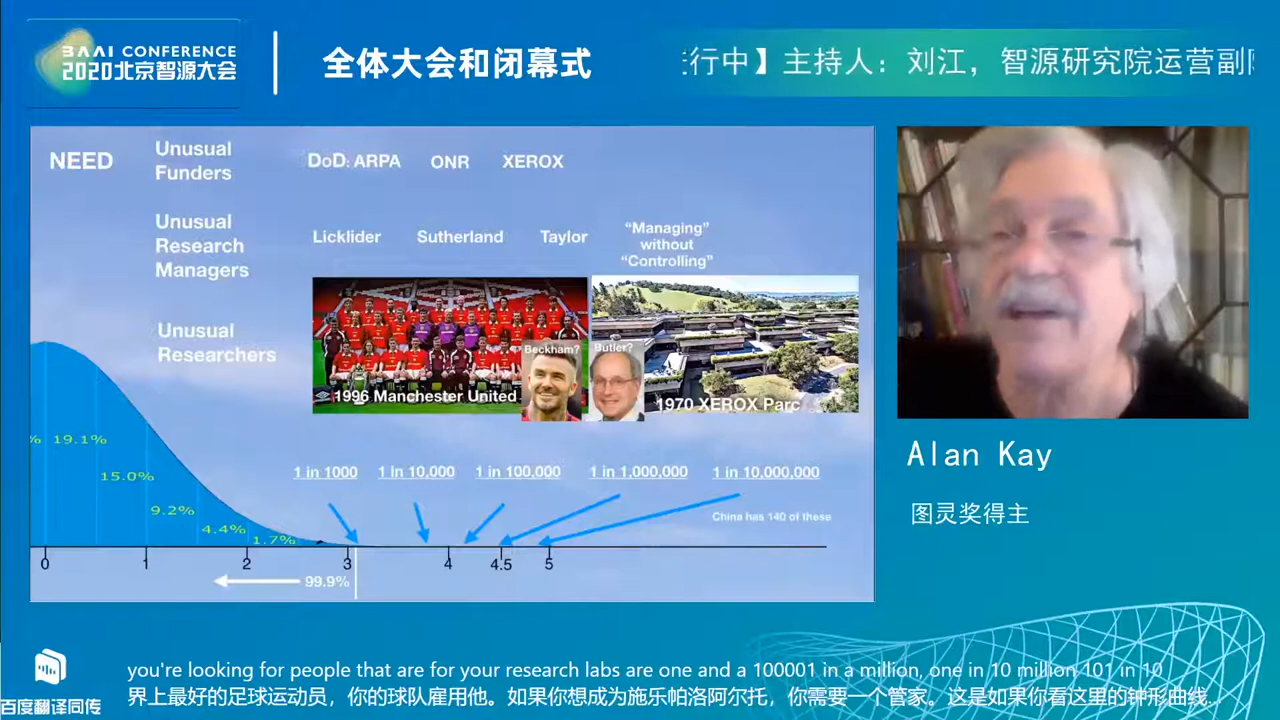 BAAI CONFERENCE
2020北京智源大会
全体大会和闭幕式
行中】主持人：刘江，智源研究院运营副
NEED
Unusual
Funders
DoD: ARPA ONR XEROX
Unusual
Research
Managers
Licklider Sutherland Taylor
“Managing”
without
“Controlling”
Unusual
Researchers
Beckham?
Butler?
1996 Manchester United
1970 XEROX Parc
% 19.1%
15.0%
9.2%
4.4%
1.7%
1 in 1000 1 in 10,000 1 in 100,000 1 in 1,000,000 1 in 10,000,000
China has 140 of these
0 1 2 3 4 4.5 5
99.9%
Alan Kay
图灵奖得主
百度翻译同传
you're looking for people that are for your research labs are one and a 100001 in a million, one in 10 million 101 in 10
界上最好的足球运动员，你的球队雇用他。如果你想成为施乐帕洛阿尔托，你需要一个管家。这是如果你看这里的钟形曲线...